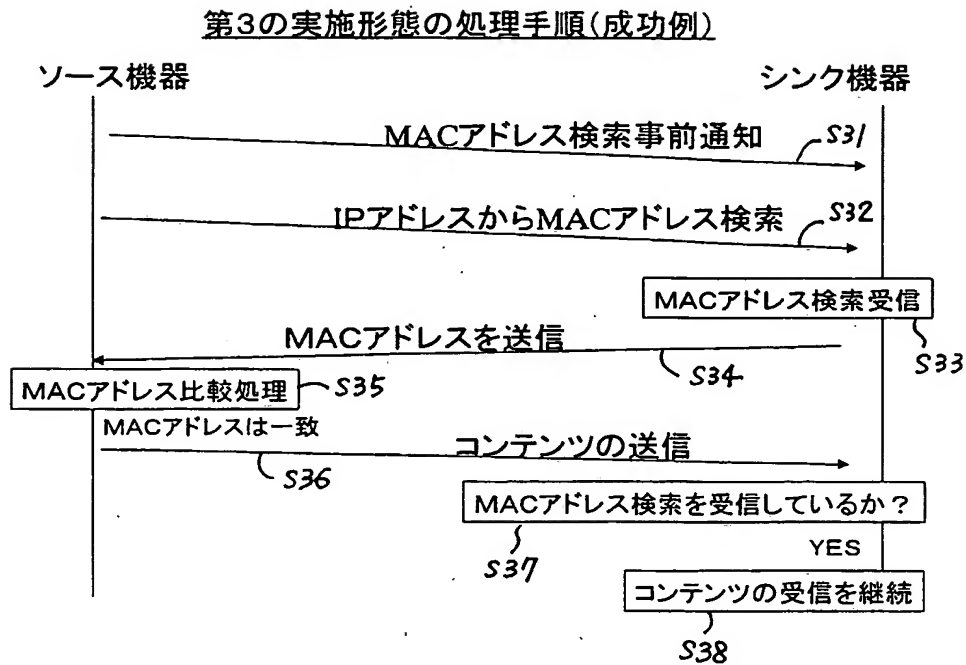 第3の実施形態の処理手順(成功例)
ソース機器
シンク機器
MACアドレス検索事前通知
S31
IPアドレスからMACアドレス検索
S32
MACアドレス検索受信
S33
MACアドレスを送信
S34
MACアドレス比較処理
S35
MACアドレスは一致
コンテンツの送信
S36
MACアドレス検索を受信しているか?
S37
YES
コンテンツの受信を継続
S38